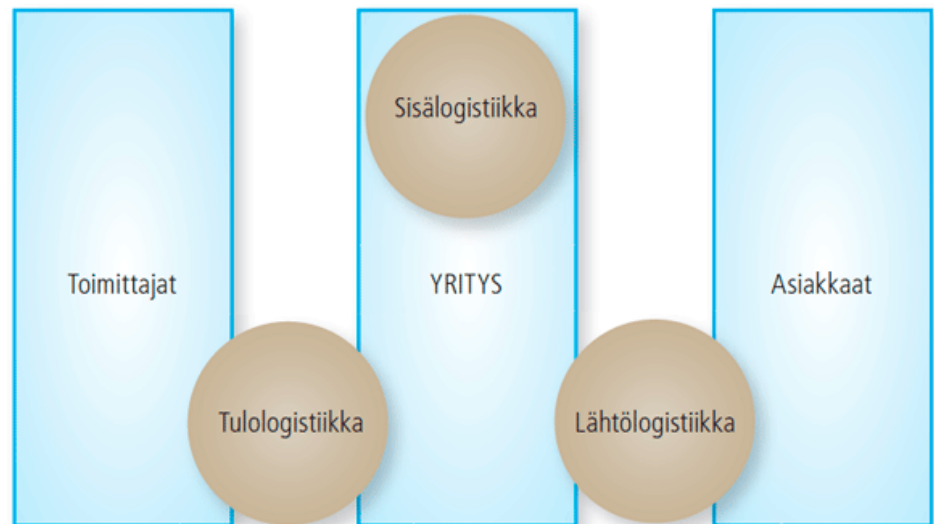 Sisälogistiikka
Toimittajat
YRITYS
Asiakkaat
Tulologistiikka
Lähtölogistiikka